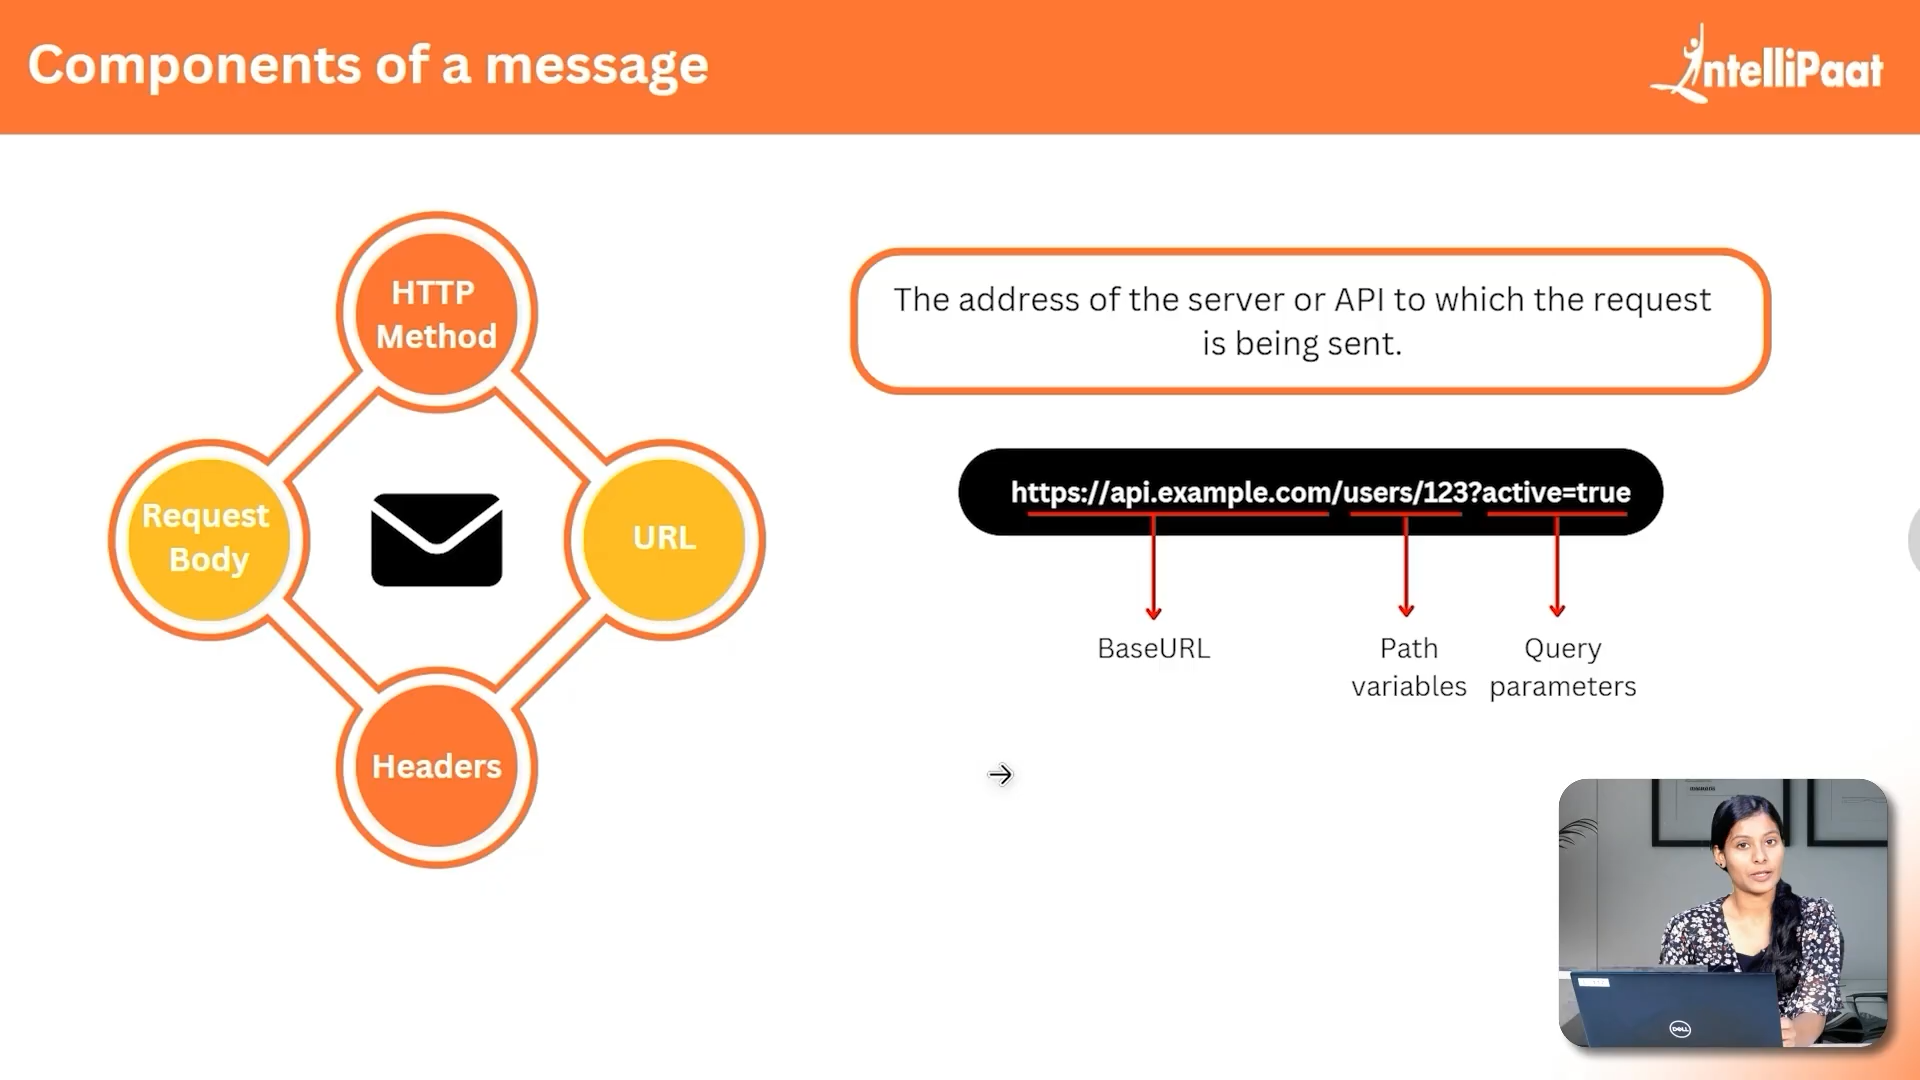 Components of a message
IntelliPaat
HTTP
Method
Request
Body
URL
Headers
The address of the server or API to which the request
is being sent.
https://api.example.com/users/123?active=true
BaseURL
Path
variables
Query
parameters
DELL